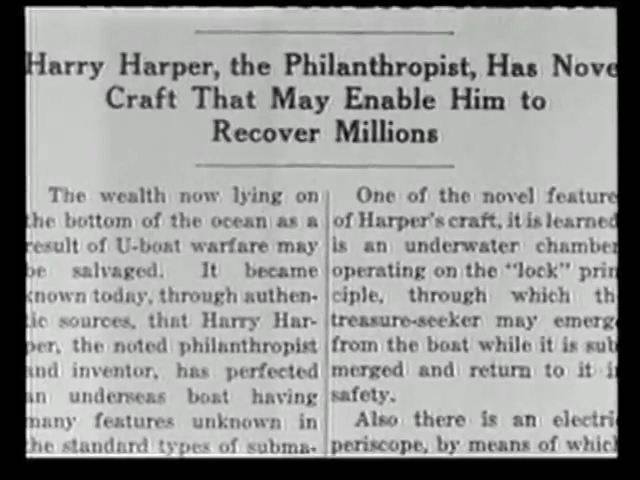 Harry Harper, the Philanthropist, Has Nove
Craft That May Enable Him to
Recover Millions
The wealth now lying on
the bottom of the ocean as a
result of U-boat warfare may
be salvaged. It became
known today, through authen-
tic sources, that Harry Har-
per, the noted philanthropist
and inventor, has perfected
an underseas boat having
many features unknown in
the standard types of subma-
One of the novel feature
of Harper's craft, it is learned
is an underwater chamber
operating on the "lock" prin
ciple, through which th
treasure-seeker may emerg
from the boat while it is sub
merged and return to it i
safety.
Also there is an electri
periscope, by means of which